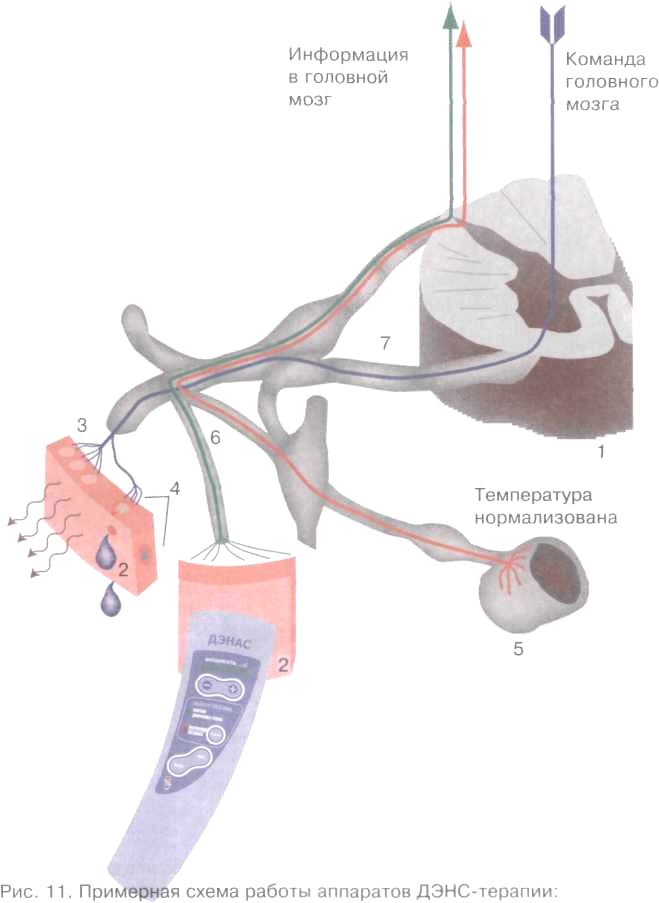 Информация
в головной
мозг
Команда
головного
мозга
7
3
6
1
4
Температура
нормализована
2
5
ДЭНАС
2
Рис. 11. Примерная схема работы аппаратов ДЭНС-терапии: